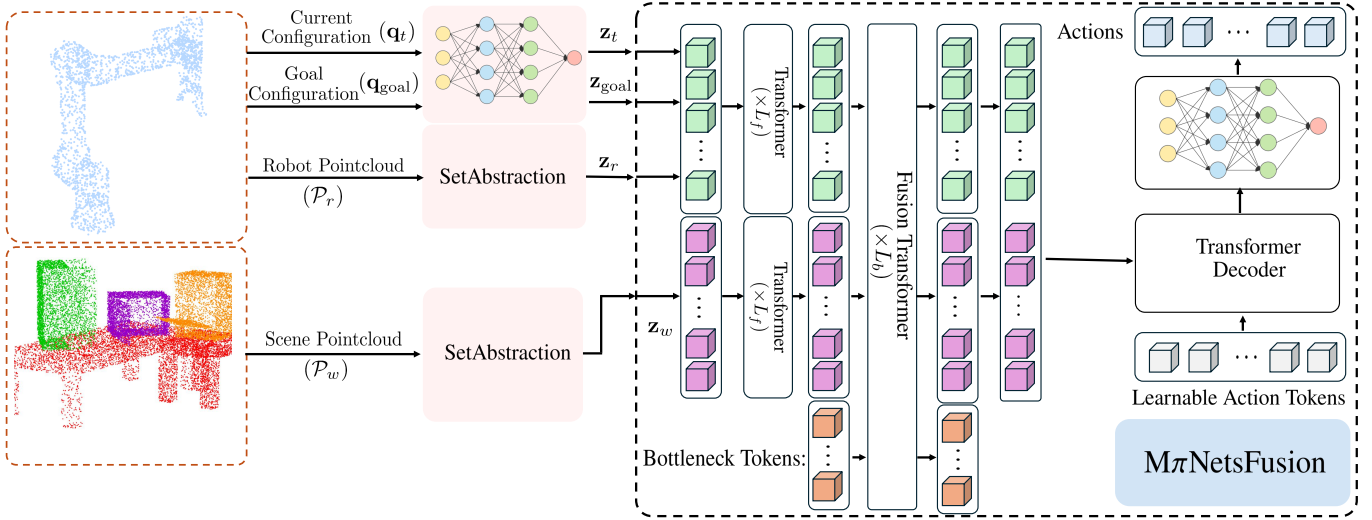 Current
Configuration (q_t)
Goal
Configuration (q_goal)
Robot Pointcloud
(𝒫_r)
Scene Pointcloud
(𝒫_w)
SetAbstraction
SetAbstraction
z_t
z_goal
z_r
z_w
Transformer
(×L_f)
Transformer
(×L_f)
Bottleneck Tokens:
Fusion Transformer
(×L_b)
Actions
Transformer
Decoder
Learnable Action Tokens
MπNetsFusion